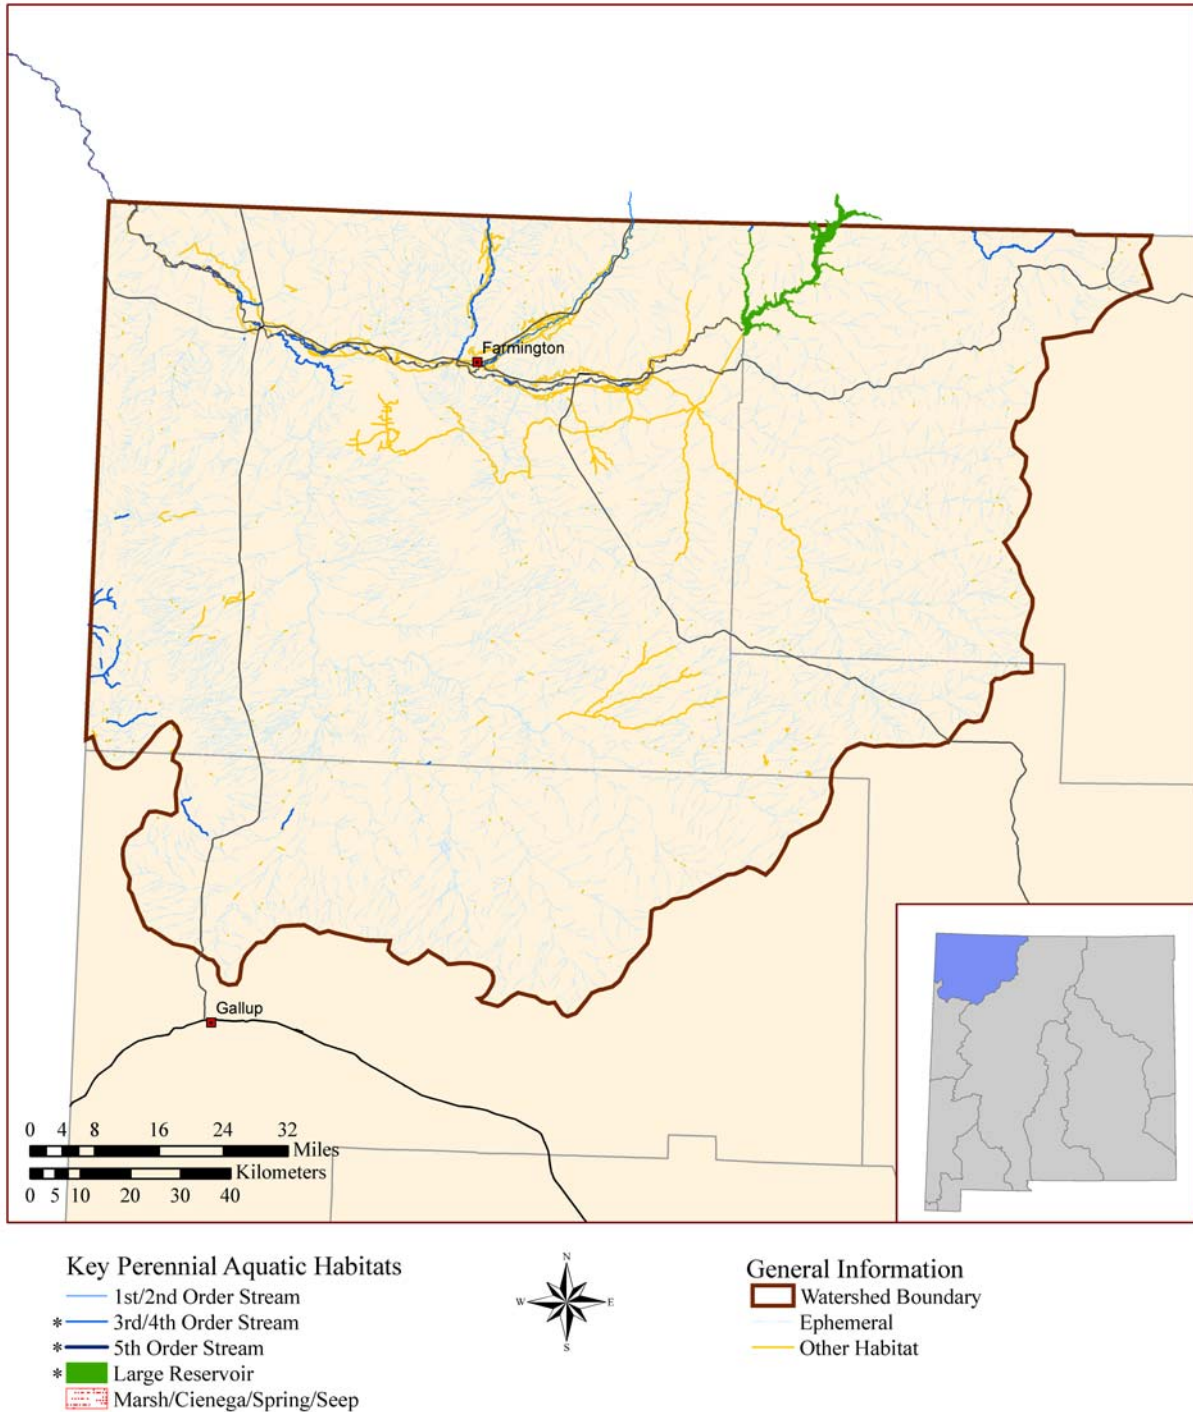 Farmington
Gallup
0 4 8 16 24 32
Miles
Kilometers
0 5 10 20 30 40
Key Perennial Aquatic Habitats
1st/2nd Order Stream
* 3rd/4th Order Stream
* 5th Order Stream
* Large Reservoir
Marsh/Cienega/Spring/Seep
N
W E
S
General Information
Watershed Boundary
Ephemeral
Other Habitat